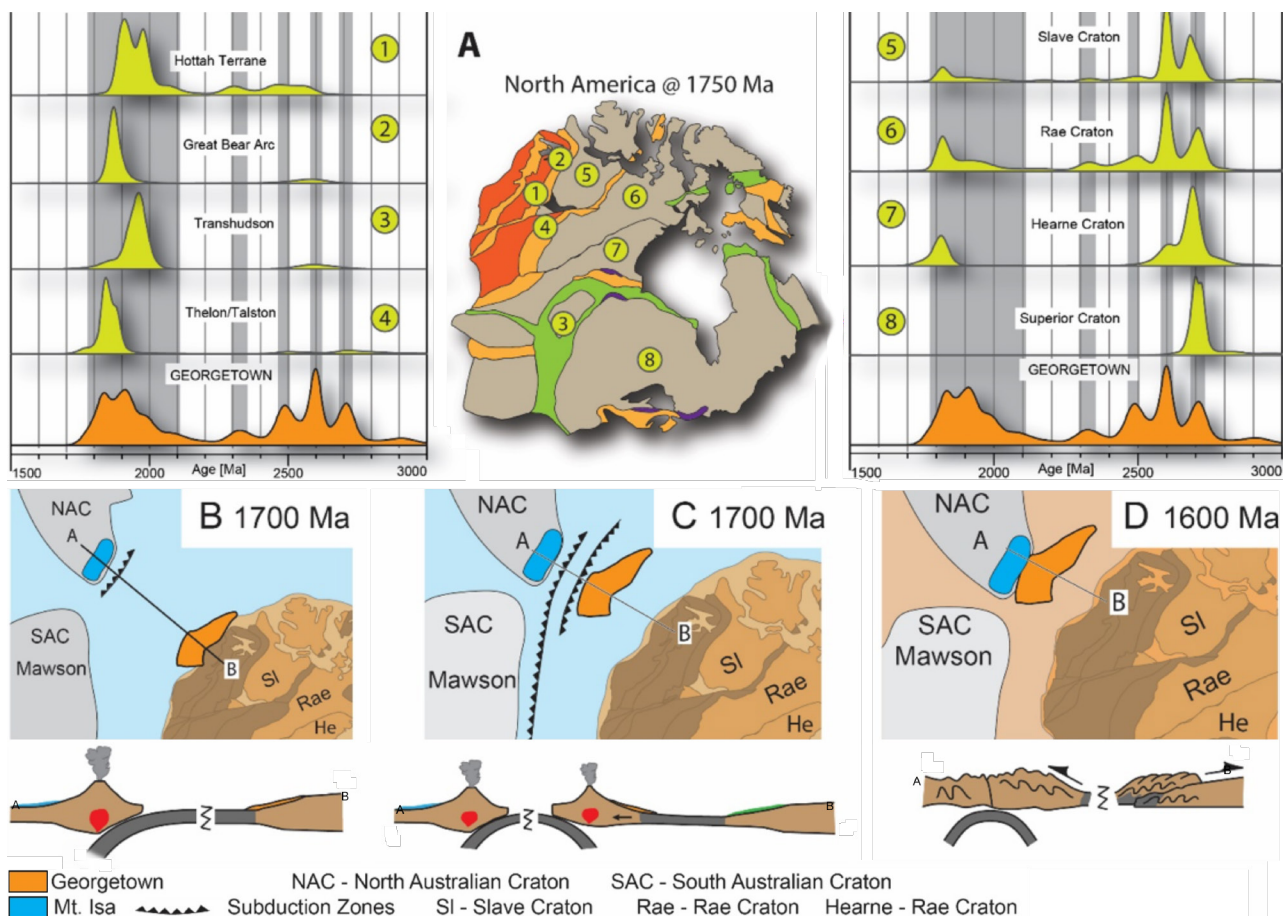 Hottah Terrane
1
Great Bear Arc
2
Transhudson
3
Thelon/Talston
4
GEORGETOWN
1500
2000
Age [Ma]
2500
3000
A
North America @ 1750 Ma
2
5
1
6
4
7
3
8
5
Slave Craton
6
Rae Craton
7
Hearne Craton
8
Superior Craton
GEORGETOWN
1500
Age [Ma]
2000
2500
3000
NAC
B 1700 Ma
A
SAC
Mawson
B
Sl
Rae
He
A
B
NAC
C 1700 Ma
A
SAC
Mawson
B
Sl
Rae
He
A
B
NAC
D 1600 Ma
A
B
SAC
Mawson
Sl
Rae
He
A
B
Georgetown
NAC - North Australian Craton
SAC - South Australian Craton
Mt. Isa
Subduction Zones
Sl - Slave Craton
Rae - Rae Craton
Hearne - Rae Craton